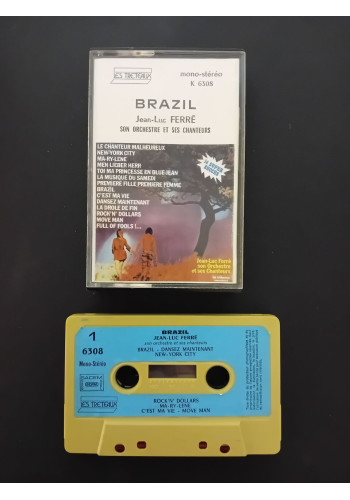 LES TRETEAUX
mono-stéréo
K 6308
BRAZIL
Jean-Luc FERRÉ
SON ORCHESTRE ET SES CHANTEURS
LE CHANTEUR MALHEUREUX
NEW YORK CITY
MA-RY-LENE
MEIN LIEBER HERR
TOI MA PRINCESSE EN BLUE JEAN
LA MUSIQUE DU SAMEDI
PREMIERE FILLE PREMIERE FEMME
BRAZIL
C'EST MA VIE
DANSEZ MAINTENANT
LA DROLE DE FIN
ROCK'N' DOLLARS
MOVE MAN
FULL OF FOOLS !...
Jean-Luc Ferré
son Orchestre
et ses Chanteurs
1
6308
Mono-Stéréo
BRAZIL
JEAN-LUC FERRÉ
son orchestre et ses chanteurs
BRAZIL - DANSEZ MAINTENANT
NEW-YORK CITY
SACEM
LES TRETEAUX
ROCK'N' DOLLARS
MA-RY-LENE
C'EST MA VIE - MOVE MAN